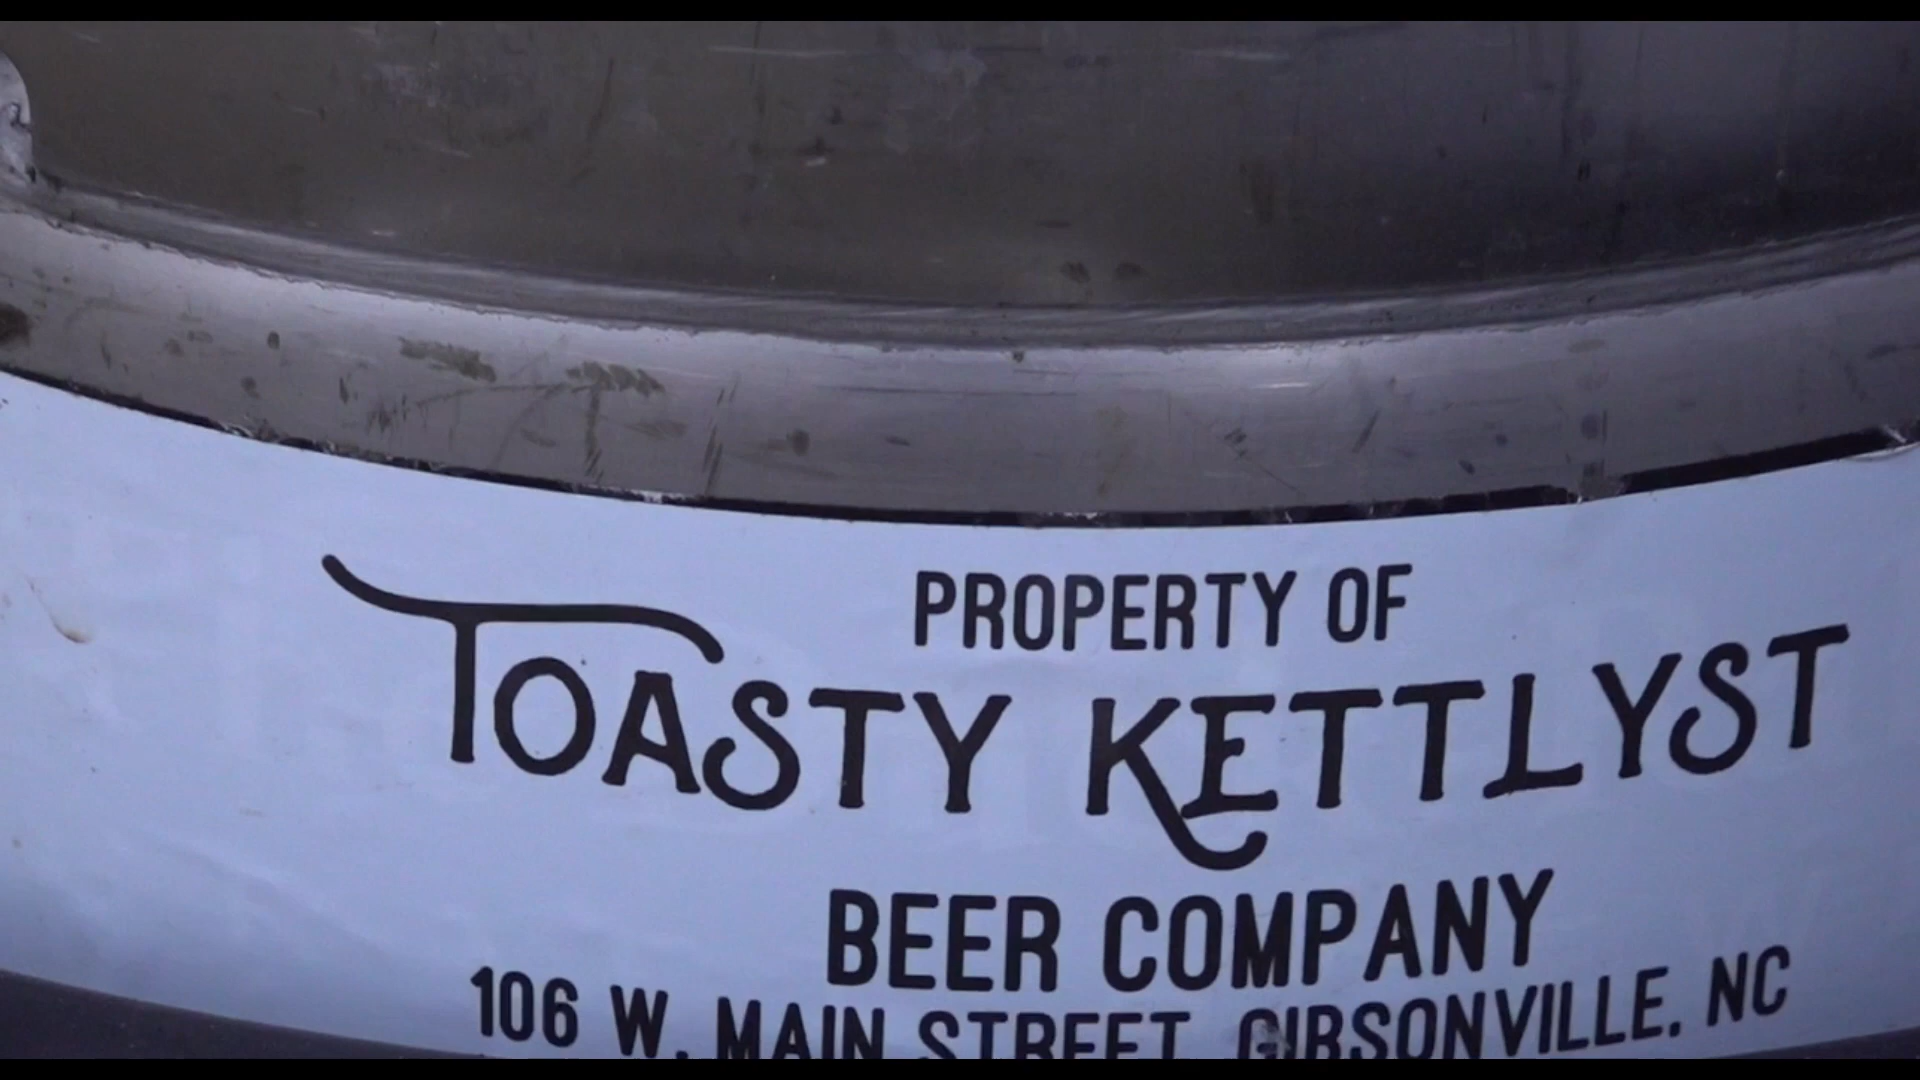 PROPERTY OF
TOASTY KETTLYST
BEER COMPANY
106 W. MAIN STREET, GIBSONVILLE, NC